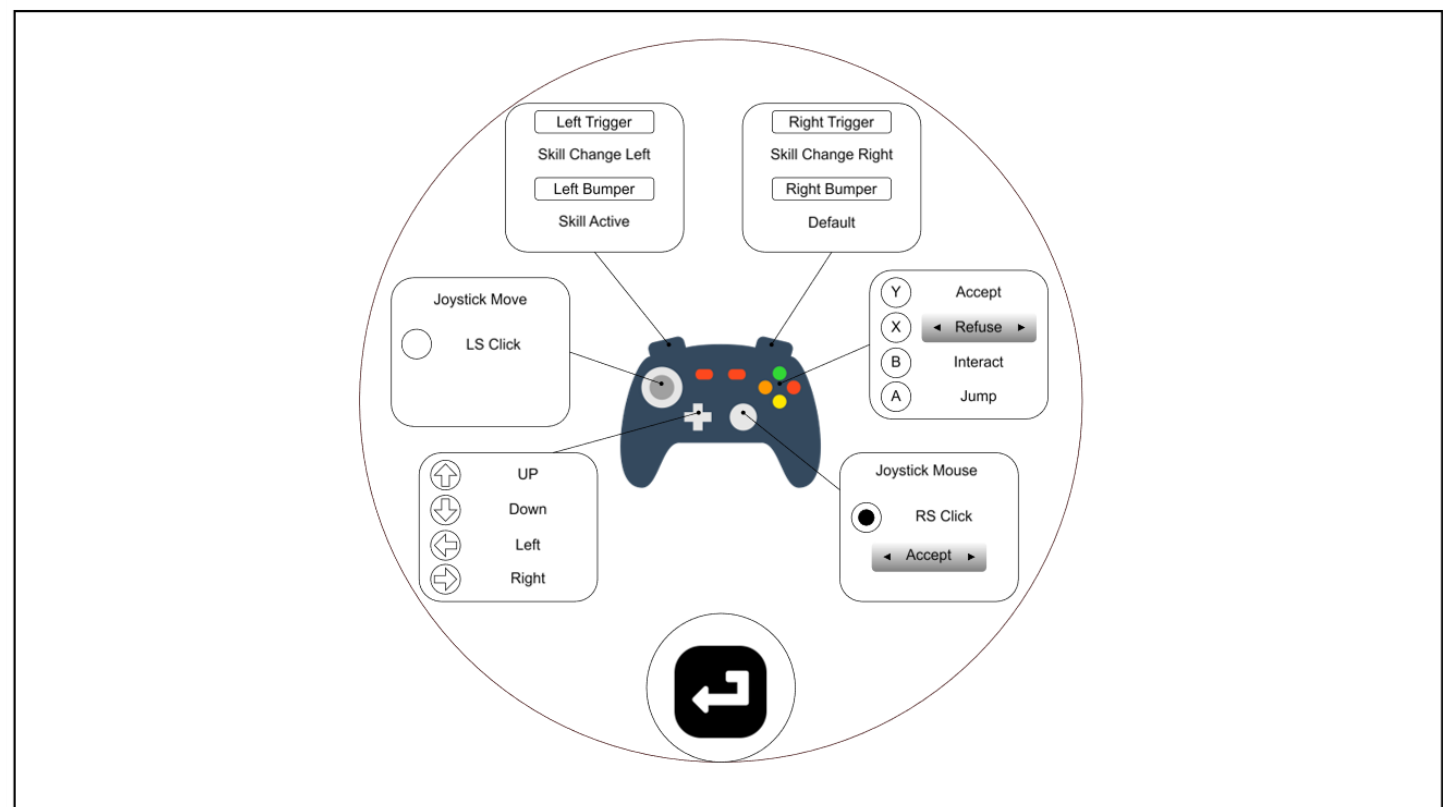 Left Trigger
Skill Change Left
Left Bumper
Skill Active
Right Trigger
Skill Change Right
Right Bumper
Default
Joystick Move
LS Click
Y Accept
X ◄ Refuse ►
B Interact
A Jump
UP
Down
Left
Right
Joystick Mouse
RS Click
◄ Accept ►